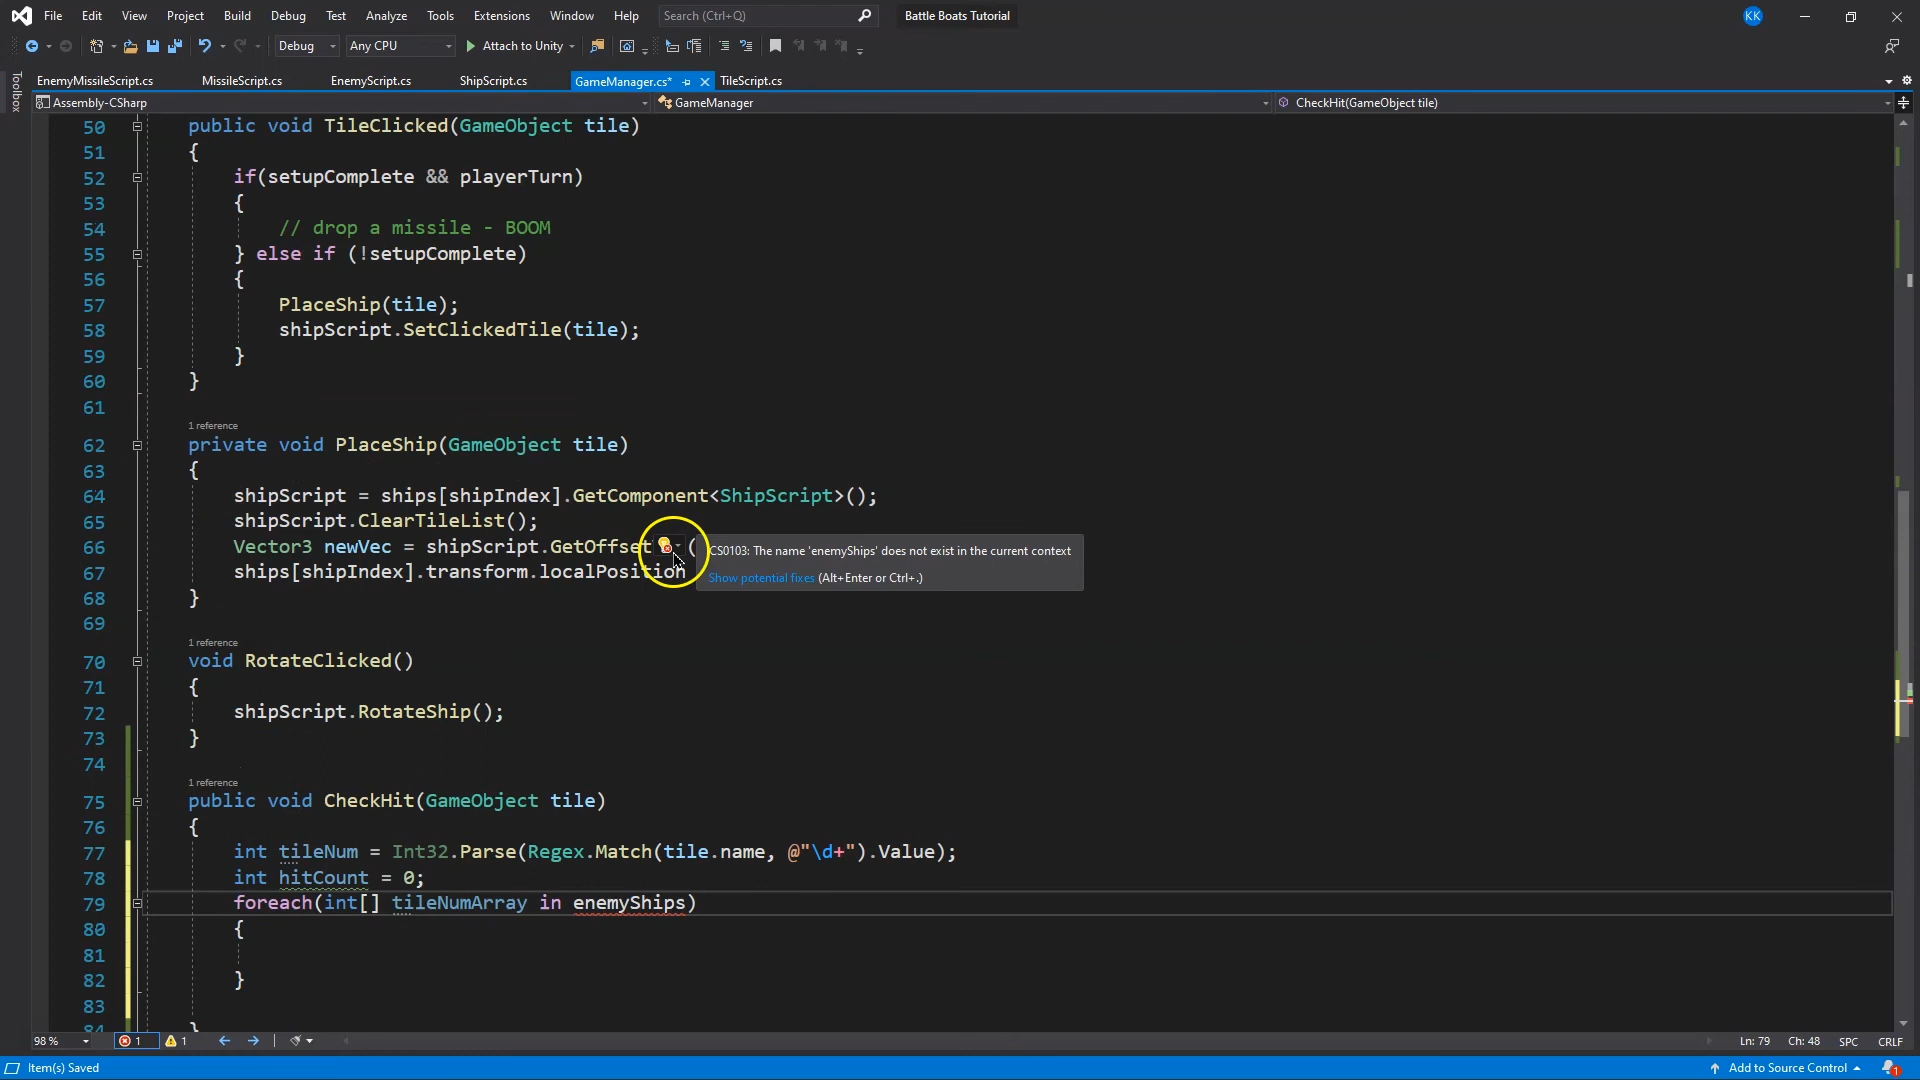 File Edit View Project Build Debug Test Analyze Tools Extensions Window Help Search (Ctrl+Q) Battle Boats Tutorial KK
Debug Any CPU Attach to Unity
Toolbox
EnemyMissileScript.cs MissileScript.cs EnemyScript.cs ShipScript.cs GameManager.cs* TileScript.cs
Assembly-CSharp GameManager CheckHit(GameObject tile)
50 public void TileClicked(GameObject tile)
51 {
52 if(setupComplete && playerTurn)
53 {
54 // drop a missile - BOOM
55 } else if (!setupComplete)
56 {
57 PlaceShip(tile);
58 shipScript.SetClickedTile(tile);
59 }
60 }
61
1 reference
62 private void PlaceShip(GameObject tile)
63 {
64 shipScript = ships[shipIndex].GetComponent<ShipScript>();
65 shipScript.ClearTileList();
66 Vector3 newVec = shipScript.GetOffset (
67 ships[shipIndex].transform.localPosition
CS0103: The name 'enemyShips' does not exist in the current context
Show potential fixes (Alt+Enter or Ctrl+.)
68 }
69
1 reference
70 void RotateClicked()
71 {
72 shipScript.RotateShip();
73 }
74
1 reference
75 public void CheckHit(GameObject tile)
76 {
77 int tileNum = Int32.Parse(Regex.Match(tile.name, @"\d+").Value);
78 int hitCount = 0;
79 foreach(int[] tileNumArray in enemyShips)
80 {
81
82 }
83
84 }
98 % 1 1 Ln: 79 Ch: 48 SPC CRLF
Item(s) Saved Add to Source Control 1